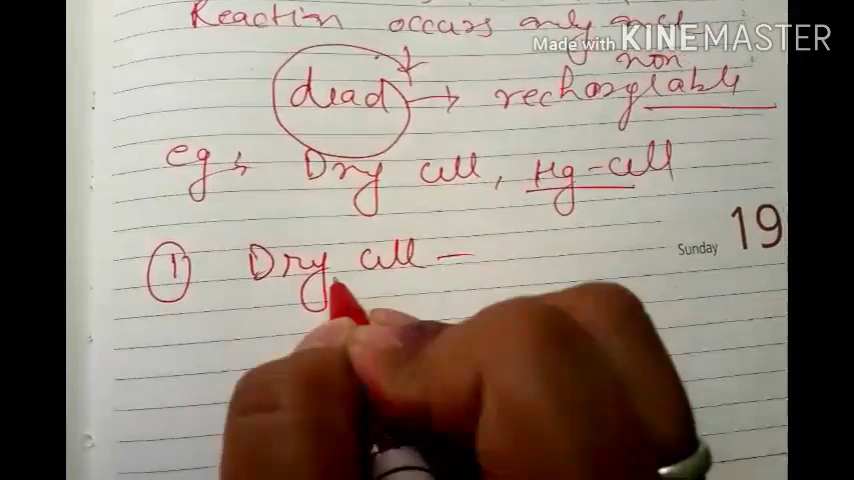 Reaction occurs only once
Made with KINEMASTER
non
dead → rechargeable
eg → Dry cell, Hg-cell
Sunday 19
① Dry cell —